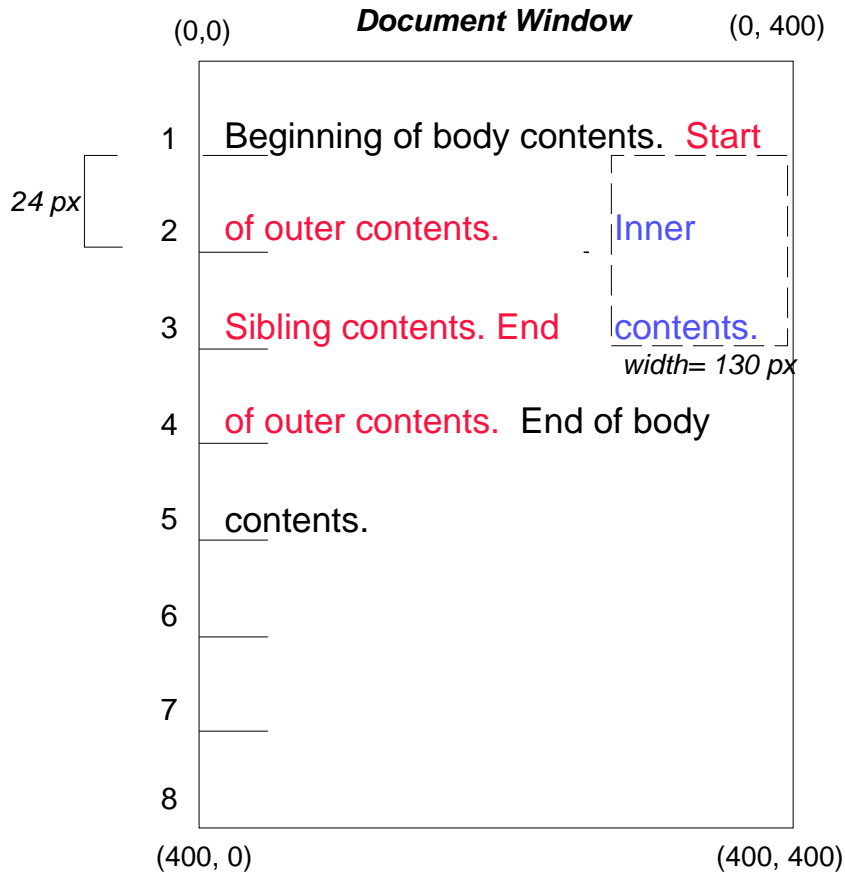 Document Window
(0,0) (0, 400)
1 Beginning of body contents. Start
24 px
2 of outer contents. - Inner
3 Sibling contents. End contents.
width= 130 px
4 of outer contents. End of body
5 contents.
6
7
8
(400, 0) (400, 400)